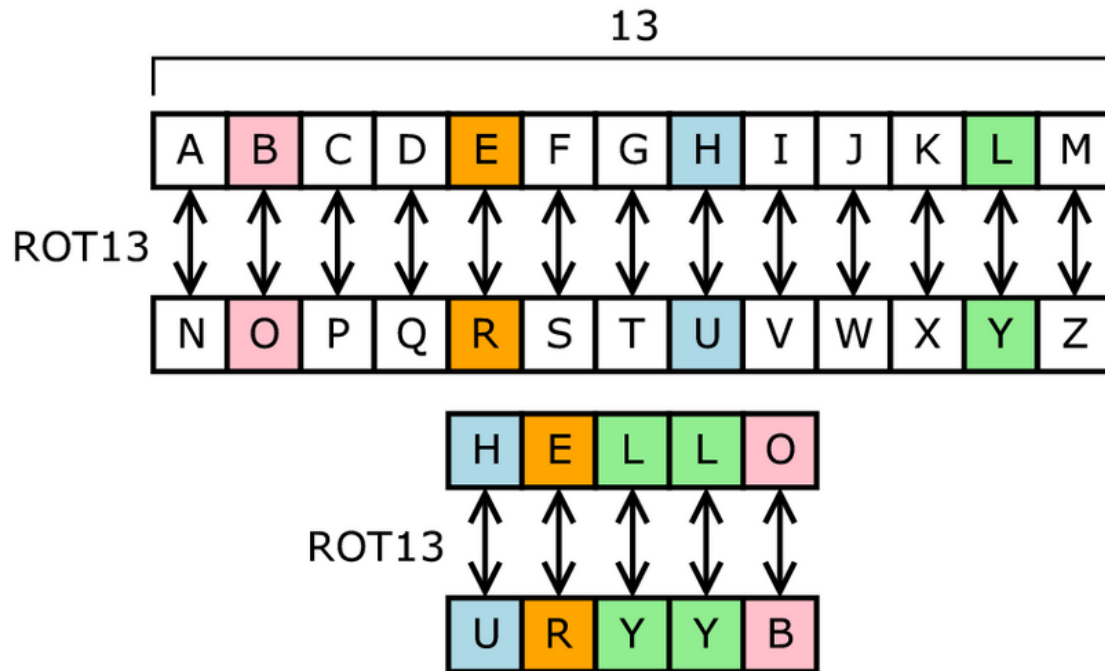 13
A B C D E F G H I J K L M
ROT13
N O P Q R S T U V W X Y Z
H E L L O
ROT13
U R Y Y B